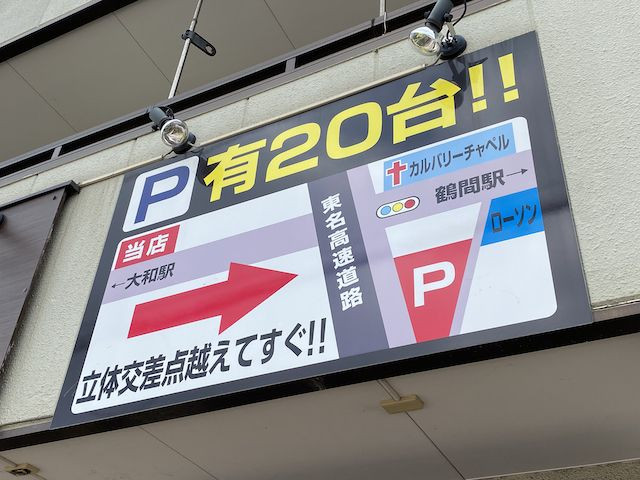 P 有20台!!
カルバリーチャペル
鶴間駅→
当店
←大和駅
東名高速道路
ローソン
P
立体交差点越えてすぐ!!